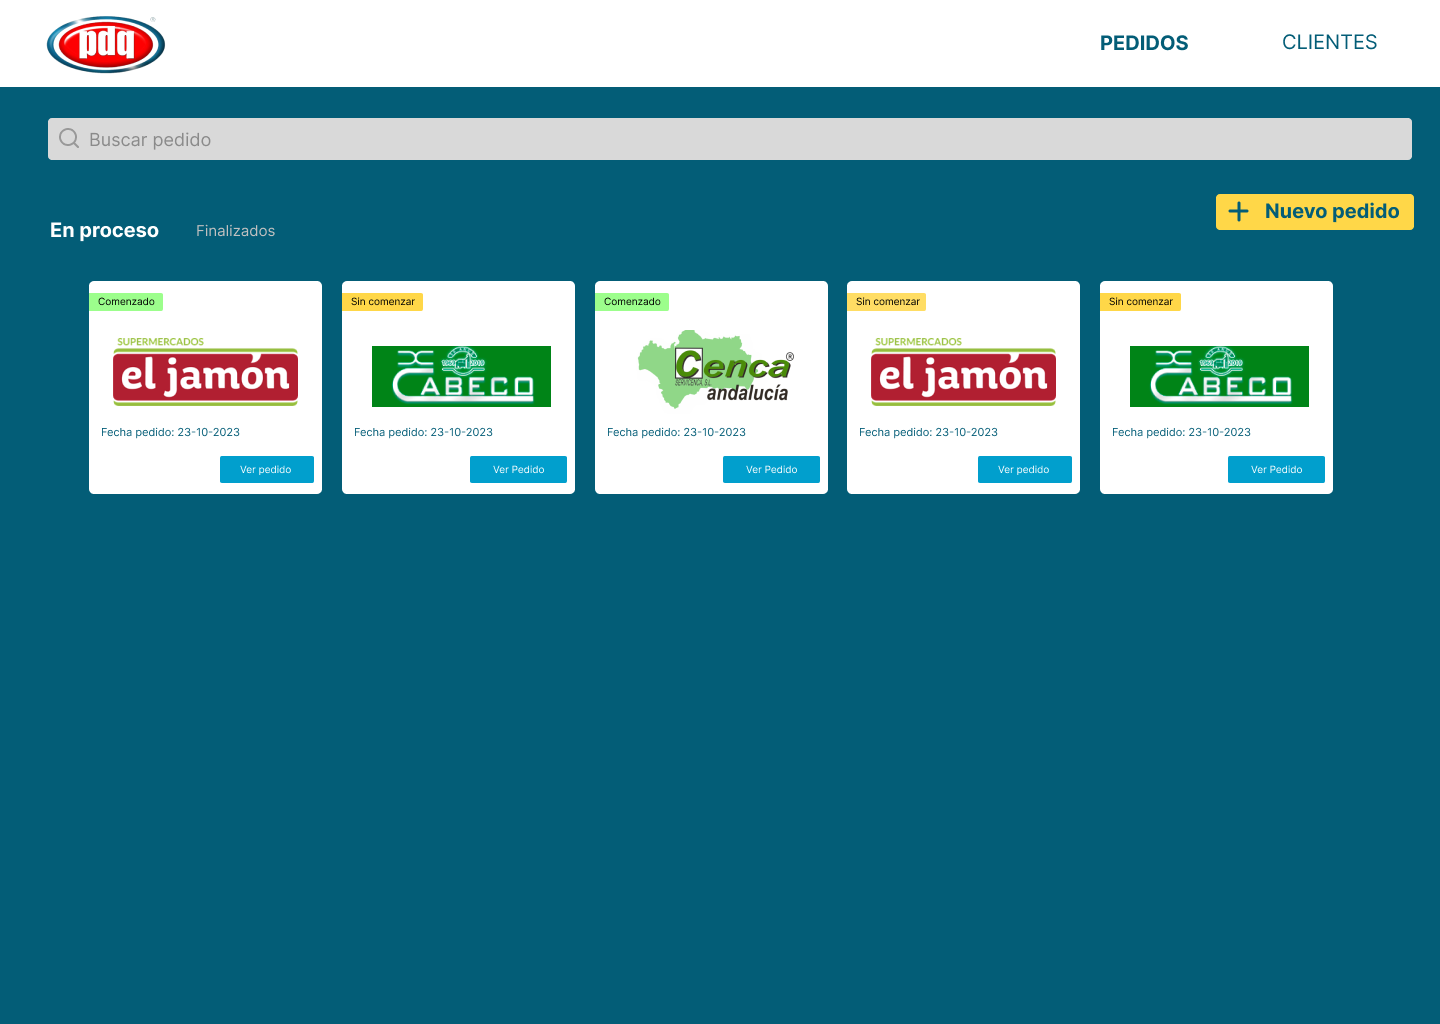 pdq
PEDIDOS
CLIENTES
Buscar pedido
Nuevo pedido
En proceso
Finalizados
Comenzado
SUPERMERCADOS
el jamón
Fecha pedido: 23-10-2023
Ver pedido
Sin comenzar
CABECO
Fecha pedido: 23-10-2023
Ver Pedido
Comenzado
Cenca®
SERVICENCA, S.L.
andalucía
Fecha pedido: 23-10-2023
Ver Pedido
Sin comenzar
SUPERMERCADOS
el jamón
Fecha pedido: 23-10-2023
Ver pedido
Sin comenzar
CABECO
Fecha pedido: 23-10-2023
Ver Pedido